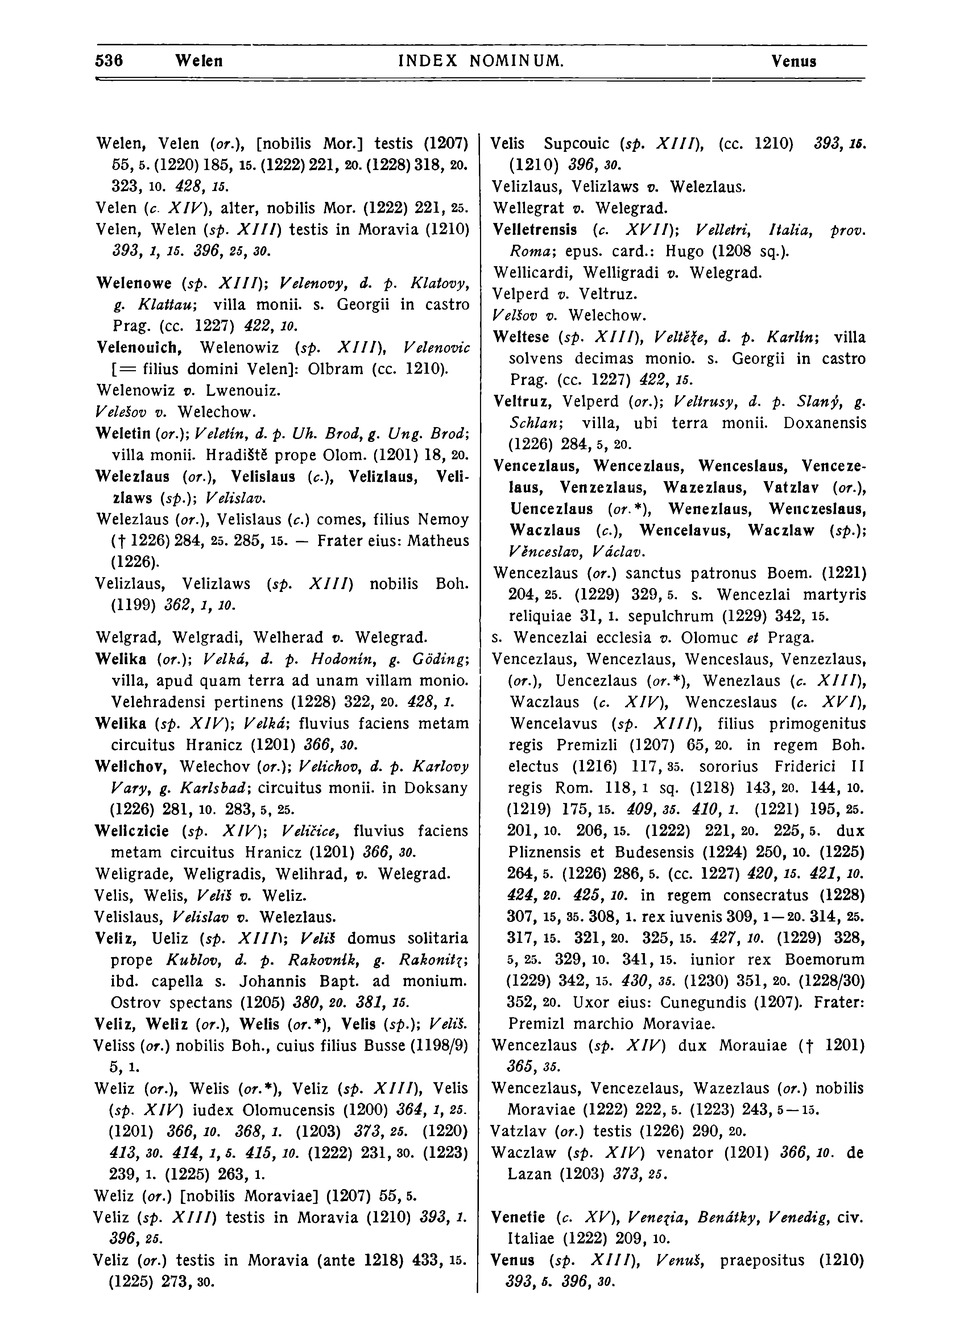 536 Welen INDEX NOMINUM. Venus
Welen, Velen (or.), [nobilis Mor.] testis (1207)
55, 5. (1220) 185, 15. (1222) 221, 20. (1228) 318, 20.
323, 10. 428, 15.
Velen (c. XIV), alter, nobilis Mor. (1222) 221, 25.
Velen, Welen (sp. XIII) testis in Moravia (1210)
393, 1, 15. 396, 25, 30.
Welenowe (sp. XIII); Velenovy, d. p. Klatovy,
g. Klattau; villa monii. s. Georgii in castro
Prag. (cc. 1227) 422, 10.
Velenouich, Welenowiz (sp. XIII), Velenovic
[= filius domini Velen]: Olbram (cc. 1210).
Welenowiz v. Lwenouiz.
Velešov v. Welechow.
Weletin (or.); Veletín, d. p. Uh. Brod, g. Ung. Brod;
villa monii. Hradiště prope Olom. (1201) 18, 20.
Welezlaus (or.), Velislaus (c.), Velizlaus, Veli-
zlaws (sp.); Velislav.
Welezlaus (or.), Velislaus (c.) comes, filius Nemoy
(† 1226) 284, 25. 285, 15. — Frater eius: Matheus
(1226).
Velizlaus, Velizlaws (sp. XIII) nobilis Boh.
(1199) 362, 1, 10.
Welgrad, Welgradi, Welherad v. Welegrad.
Welika (or.); Velká, d. p. Hodonín, g. Göding;
villa, apud quam terra ad unam villam monio.
Velehradensi pertinens (1228) 322, 20. 428, 1.
Welika (sp. XIV); Velká; fluvius faciens metam
circuitus Hranicz (1201) 366, 30.
Welichov, Welechov (or.); Velichov, d. p. Karlovy
Vary, g. Karlsbad; circuitus monii. in Doksany
(1226) 281, 10. 283, 5, 25.
Weliczicie (sp. XIV); Veličice, fluvius faciens
metam circuitus Hranicz (1201) 366, 30.
Weligrade, Weligradis, Welihrad, v. Welegrad.
Velis, Welis, Veliš v. Weliz.
Velislaus, Velislav v. Welezlaus.
Veliz, Ueliz (sp. XIII); Veliš domus solitaria
prope Kublov, d. p. Rakovník, g. Rakonitz;
ibd. capella s. Johannis Bapt. ad monium.
Ostrov spectans (1205) 380, 20. 381, 15.
Veliz, Weliz (or.), Welis (or.*), Velis (sp.); Veliš.
Veliss (or.) nobilis Boh., cuius filius Busse (1198/9)
5, 1.
Weliz (or.), Welis (or.*), Veliz (sp. XIII), Velis
(sp. XIV) iudex Olomucensis (1200) 364, 1, 25.
(1201) 366, 10. 368, 1. (1203) 373, 25. (1220)
413, 30. 414, 1, 5. 415, 10. (1222) 231, 30. (1223)
239, 1. (1225) 263, 1.
Weliz (or.) [nobilis Moraviae] (1207) 55, 5.
Veliz (sp. XIII) testis in Moravia (1210) 393, 1.
396, 25.
Veliz (or.) testis in Moravia (ante 1218) 433, 15.
(1225) 273, 30.
Velis Supcouic (sp. XIII), (cc. 1210) 393, 15.
(1210) 396, 30.
Velizlaus, Velizlaws v. Welezlaus.
Wellegrat v. Welegrad.
Velletrensis (c. XVII); Velletri, Italia, prov.
Roma; epus. card.: Hugo (1208 sq.).
Wellicardi, Welligradi v. Welegrad.
Velperd v. Veltruz.
Velšov v. Welechow.
Weltese (sp. XIII), Veltěže, d. p. Karlín; villa
solvens decimas monio. s. Georgii in castro
Prag. (cc. 1227) 422, 15.
Veltruz, Velperd (or.); Veltrusy, d. p. Slaný, g.
Schlan; villa, ubi terra monii. Doxanensis
(1226) 284, 5, 20.
Vencezlaus, Wencezlaus, Wenceslaus, Venceze-
laus, Venzezlaus, Wazezlaus, Vatzlav (or.),
Uencezlaus (or.*), Wenezlaus, Wenczeslaus,
Waczlaus (c.), Wencelavus, Waczlaw (sp.);
Věnceslav, Václav.
Wencezlaus (or.) sanctus patronus Boem. (1221)
204, 25. (1229) 329, 5. s. Wencezlai martyris
reliquiae 31, 1. sepulchrum (1229) 342, 15.
s. Wencezlai ecclesia v. Olomuc et Praga.
Vencezlaus, Wencezlaus, Wenceslaus, Venzezlaus,
(or.), Uencezlaus (or.*), Wenezlaus (c. XIII),
Waczlaus (c. XIV), Wenczeslaus (c. XVI),
Wencelavus (sp. XIII), filius primogenitus
regis Premizli (1207) 65, 20. in regem Boh.
electus (1216) 117, 35. sororius Friderici II
regis Rom. 118, 1 sq. (1218) 143, 20. 144, 10.
(1219) 175, 15. 409, 35. 410, 1. (1221) 195, 25.
201, 10. 206, 15. (1222) 221, 20. 225, 5. dux
Pliznensis et Budesensis (1224) 250, 10. (1225)
264, 5. (1226) 286, 5. (cc. 1227) 420, 15. 421, 10.
424, 20. 425, 10. in regem consecratus (1228)
307, 15, 35. 308, 1. rex iuvenis 309, 1—20. 314, 25.
317, 15. 321, 20. 325, 15. 427, 10. (1229) 328,
5, 25. 329, 10. 341, 15. iunior rex Boemorum
(1229) 342, 15. 430, 35. (1230) 351, 20. (1228/30)
352, 20. Uxor eius: Cunegundis (1207). Frater:
Premizl marchio Moraviae.
Wencezlaus (sp. XIV) dux Morauiae († 1201)
365, 35.
Wencezlaus, Vencezelaus, Wazezlaus (or.) nobilis
Moraviae (1222) 222, 5. (1223) 243, 5—15.
Vatzlav (or.) testis (1226) 290, 20.
Waczlaw (sp. XIV) venator (1201) 366, 10. de
Lazan (1203) 373, 25.
Venetie (c. XV), Venezia, Benátky, Venedig, civ.
Italiae (1222) 209, 10.
Venus (sp. XIII), Venuš, praepositus (1210)
393, 5. 396, 30.